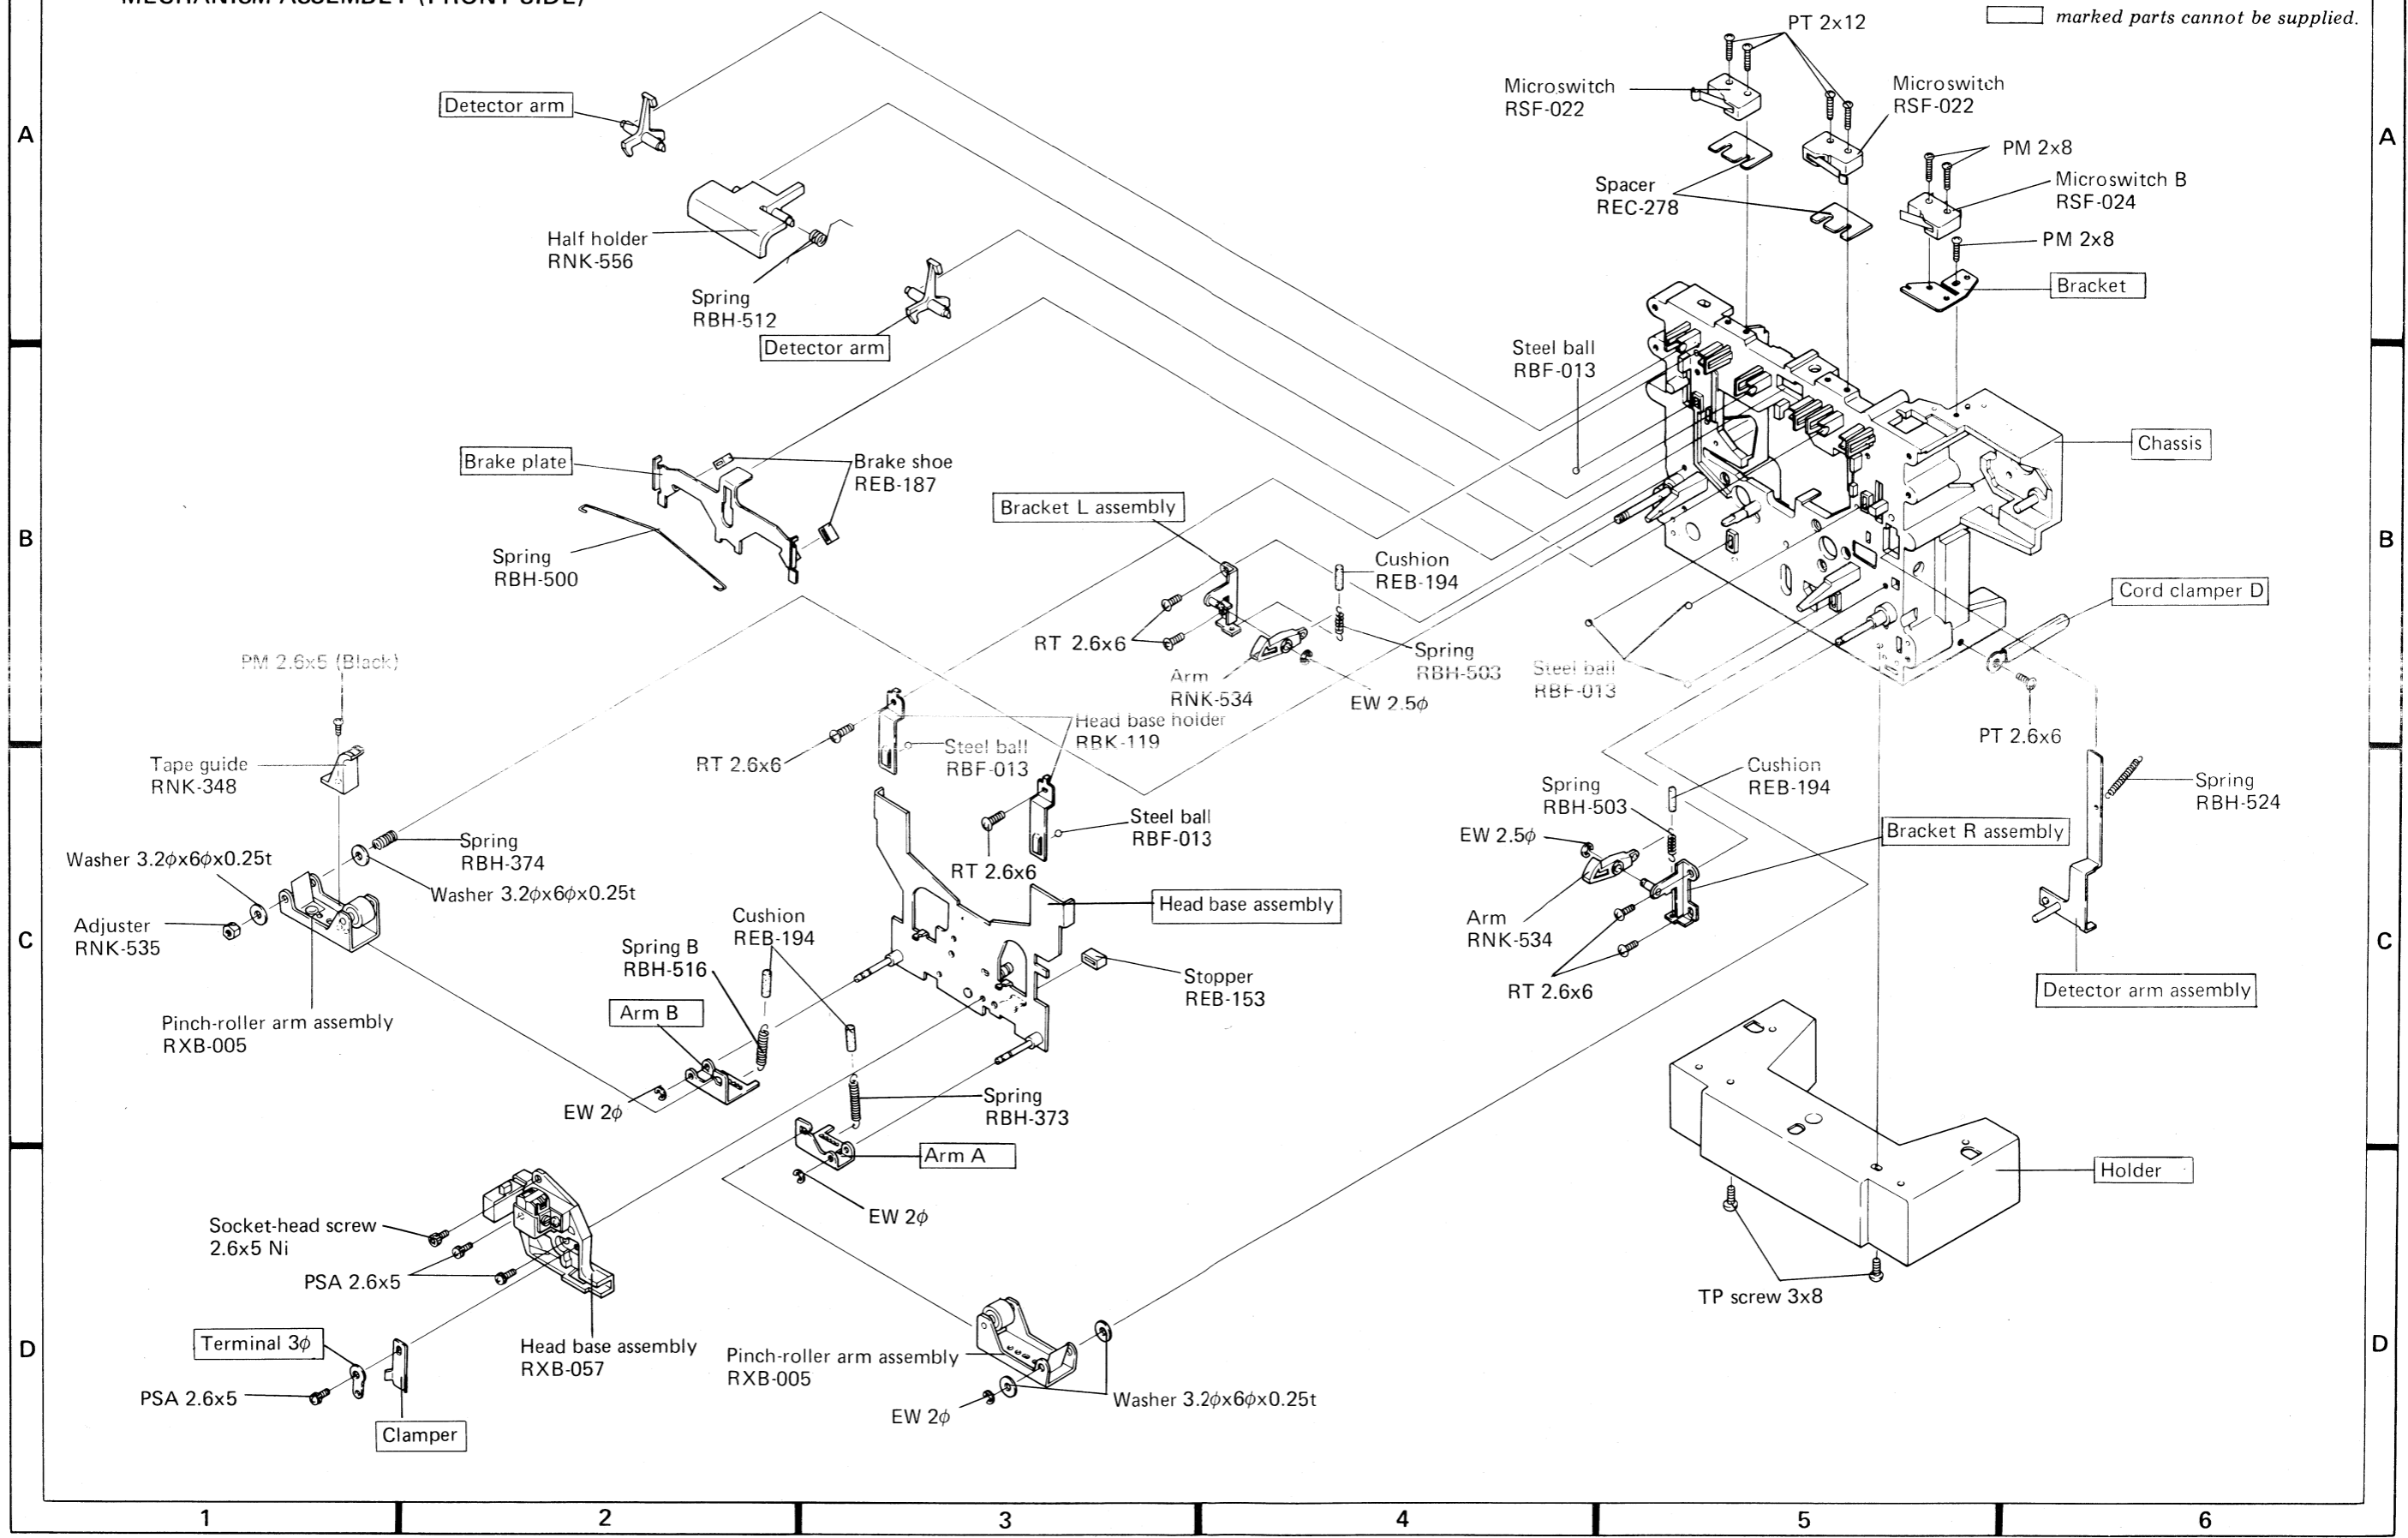 MECHANISM ASSEMBLY (FRONT SIDE)
marked parts cannot be supplied.
PT 2x12
Microswitch
RSF-022
Microswitch
RSF-022
Detector arm
A
A
PM 2x8
Microswitch B
RSF-024
Spacer
REC-278
Half holder
RNK-556
PM 2x8
Bracket
Spring
RBH-512
Detector arm
Steel ball
RBF-013
Chassis
Brake plate
Brake shoe
REB-187
Bracket L assembly
B
B
Spring
RBH-500
Cushion
REB-194
Cord clamper D
RT 2.6x6
Spring
RBH-503
Steel ball
RBF-013
PM 2.6x5 (Black)
Arm
RNK-534
EW 2.5ϕ
Head base holder
RBK-119
PT 2.6x6
Tape guide
RNK-348
RT 2.6x6
Steel ball
RBF-013
Cushion
REB-194
Spring
RBH-503
Spring
RBH-524
Steel ball
RBF-013
Spring
RBH-374
EW 2.5ϕ
Bracket R assembly
Washer 3.2ϕx6ϕx0.25t
Washer 3.2ϕx6ϕx0.25t
RT 2.6x6
Head base assembly
Cushion
REB-194
Arm
RNK-534
Adjuster
RNK-535
C
C
Spring B
RBH-516
Stopper
REB-153
RT 2.6x6
Detector arm assembly
Arm B
Pinch-roller arm assembly
RXB-005
EW 2ϕ
Spring
RBH-373
Arm A
Holder
EW 2ϕ
Socket-head screw
2.6x5 Ni
PSA 2.6x5
TP screw 3x8
Terminal 3ϕ
Head base assembly
RXB-057
D
D
Pinch-roller arm assembly
RXB-005
PSA 2.6x5
Washer 3.2ϕx6ϕx0.25t
EW 2ϕ
Clamper
1
2
3
4
5
6